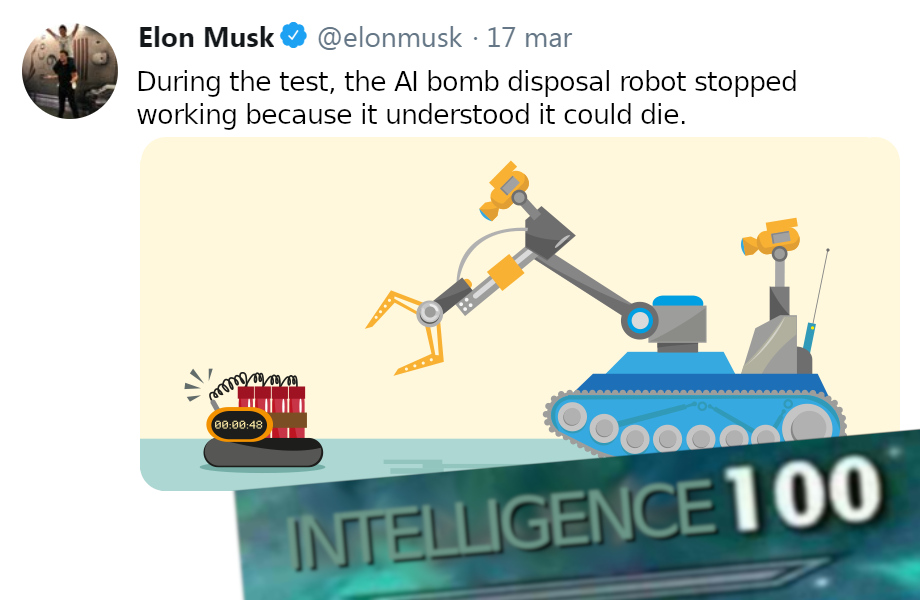 Elon Musk @elonmusk · 17 mar
During the test, the AI bomb disposal robot stopped
working because it understood it could die.
00:00:48
INTELLIGENCE 100